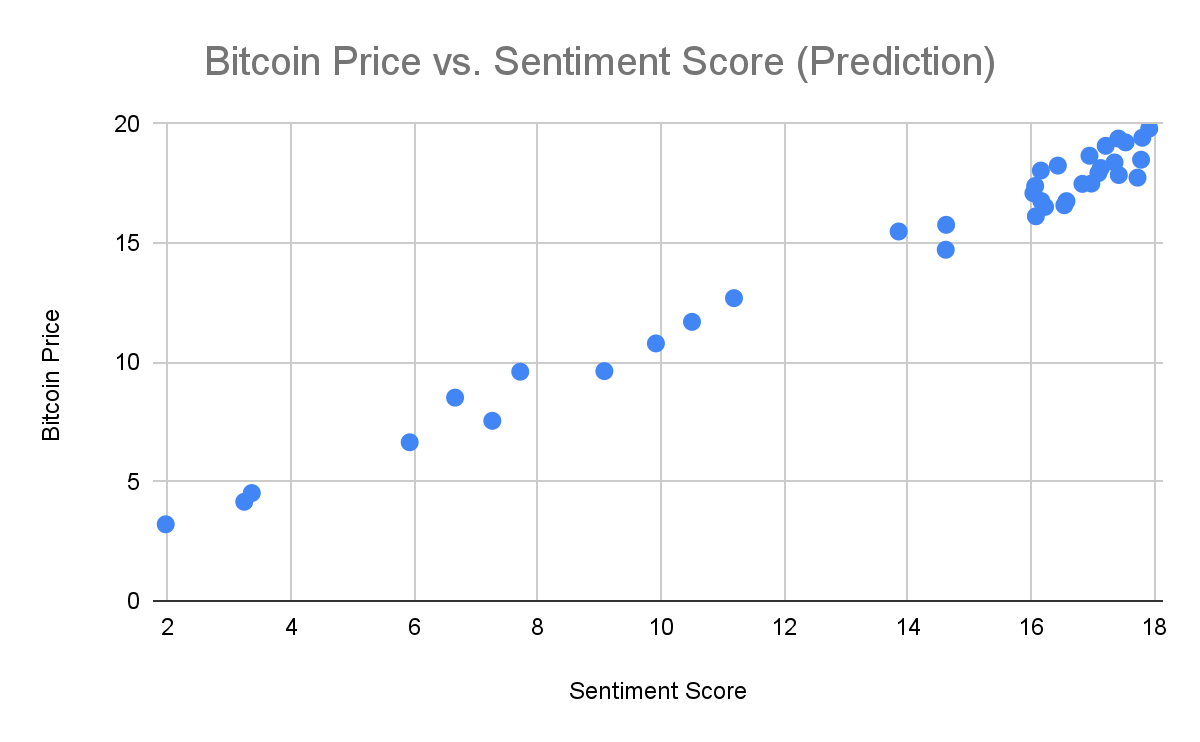 Bitcoin Price vs. Sentiment Score (Prediction)
Bitcoin Price
20
15
10
5
0
2 4 6 8 10 12 14 16 18
Sentiment Score